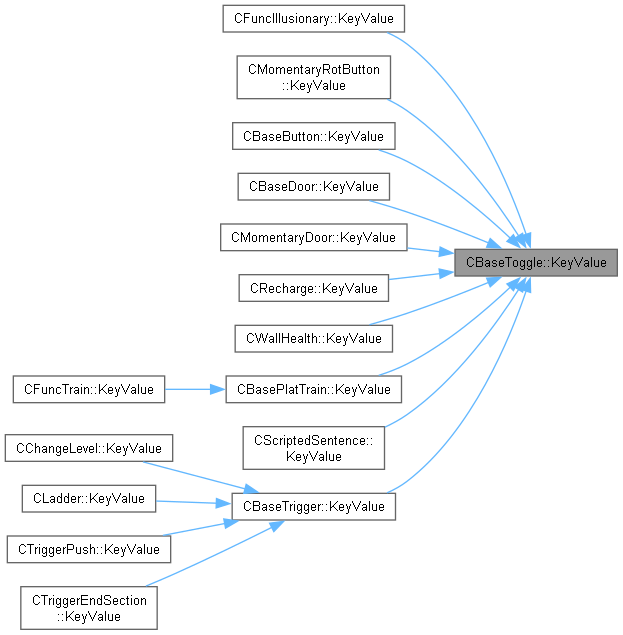 CFuncIllusionary::KeyValue
CMomentaryRotButton
::KeyValue
CBaseButton::KeyValue
CBaseDoor::KeyValue
CMomentaryDoor::KeyValue
CBaseToggle::KeyValue
CRecharge::KeyValue
CWallHealth::KeyValue
CFuncTrain::KeyValue
CBasePlatTrain::KeyValue
CScriptedSentence::
KeyValue
CChangeLevel::KeyValue
CLadder::KeyValue
CBaseTrigger::KeyValue
CTriggerPush::KeyValue
CTriggerEndSection
::KeyValue